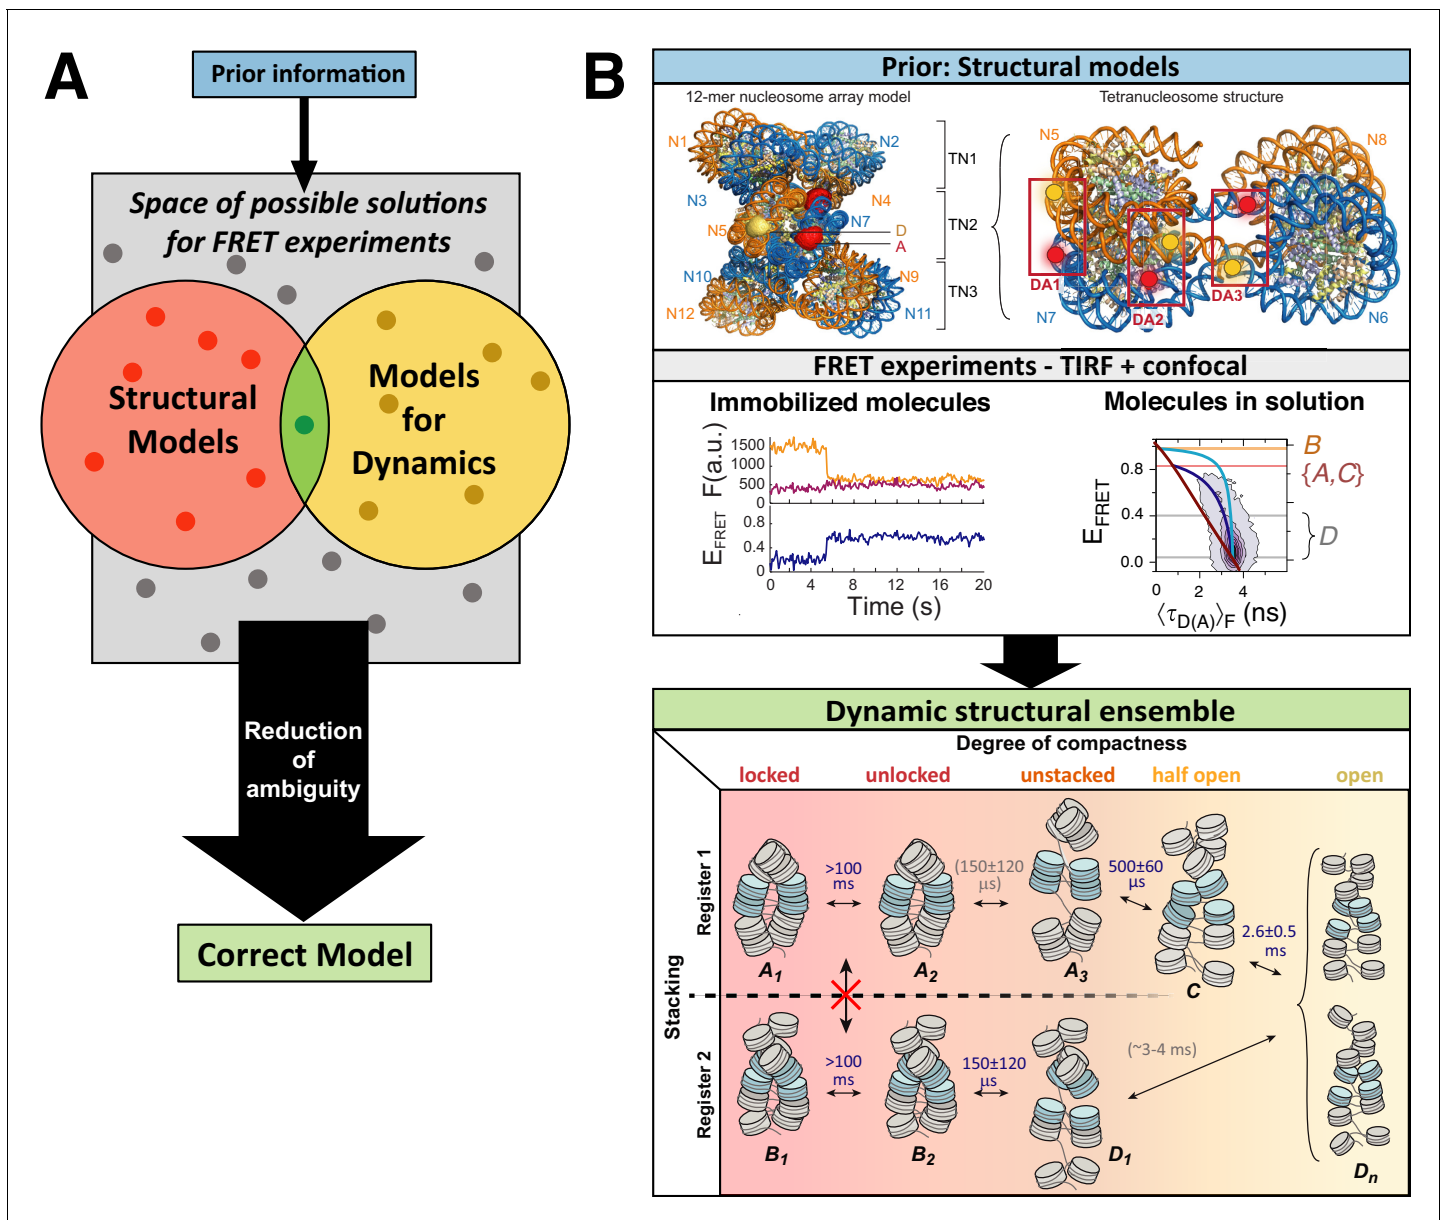 A
Prior information
Space of possible solutions
for FRET experiments
Structural
Models
Models
for
Dynamics
Reduction
of
ambiguity
Correct Model
B
Prior: Structural models
12-mer nucleosome array model
Tetranucleosome structure
N1
N2
N3
N4
N5
N7
D
A
N10
N9
N12
N11
TN1
TN2
TN3
N5
N8
DA1
DA2
DA3
N7
N6
FRET experiments - TIRF + confocal
Immobilized molecules
F(a.u.)
1500
1000
500
0
EFRET
0.8
0.4
0
0 4 8 12 16 20
Time (s)
Molecules in solution
EFRET
0.8
0.4
0.0
0 2 4
⟨τD(A)⟩F (ns)
B
{A,C}
D
Dynamic structural ensemble
Degree of compactness
locked unlocked unstacked half open open
Stacking
Register 1
>100
ms
(150±120
µs)
500±60
µs
2.6±0.5
ms
A1
A2
A3
C
Register 2
>100
ms
150±120
µs
(~3-4 ms)
B1
B2
D1
Dn